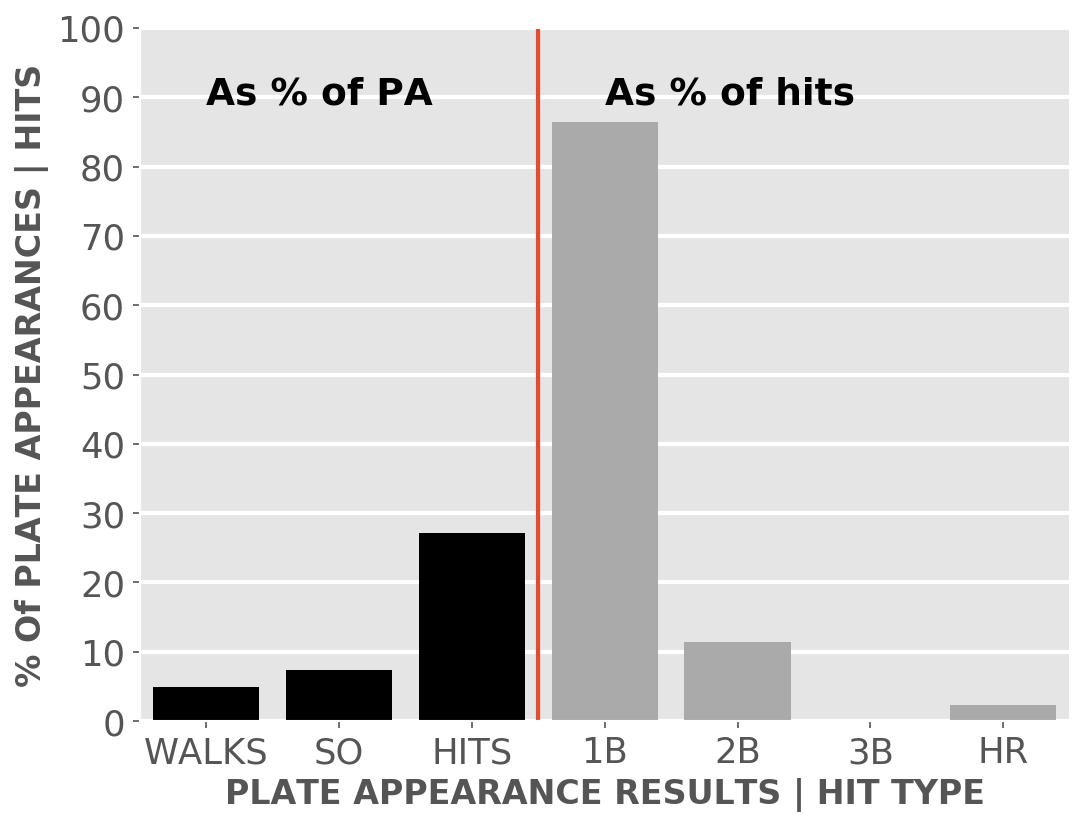 % Of PLATE APPEARANCES | HITS
100
90
80
70
60
50
40
30
20
10
0
As % of PA
As % of hits
WALKS SO HITS 1B 2B 3B HR
PLATE APPEARANCE RESULTS | HIT TYPE